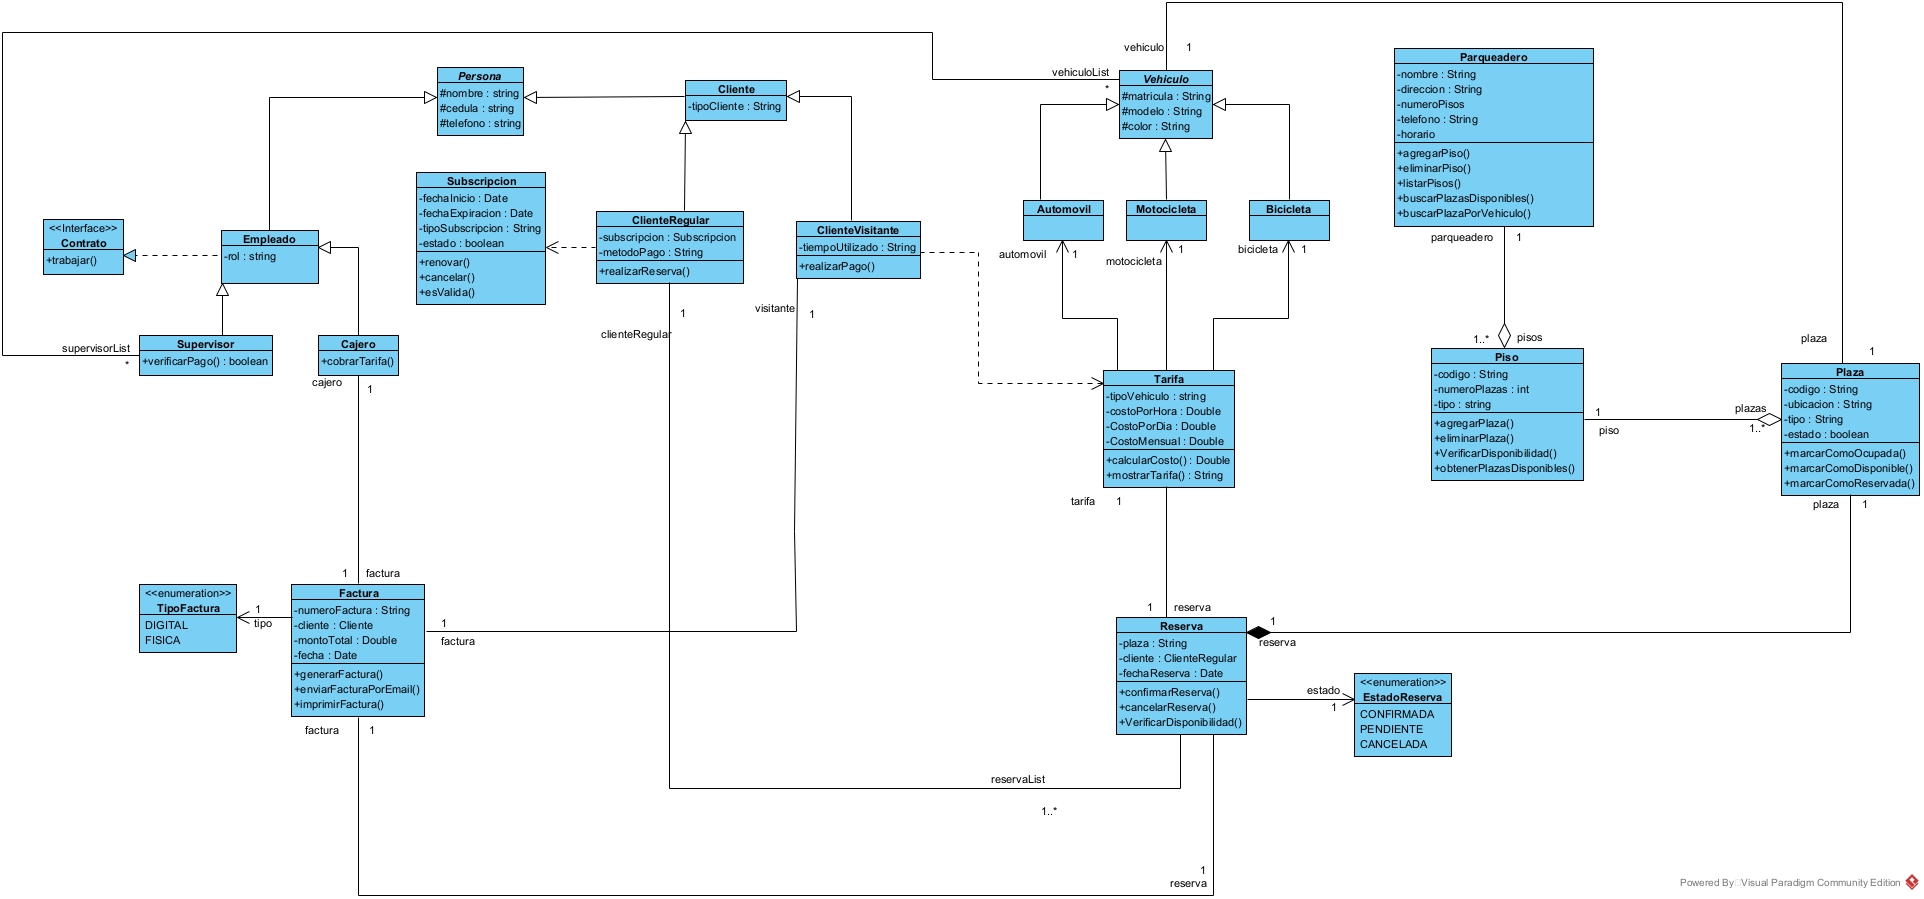 vehiculo
1
vehiculoList
*
Persona
#nombre : string
#cedula : string
#telefono : string
Cliente
-tipoCliente : String
Vehiculo
#matricula : String
#modelo : String
#color : String
Parqueadero
-nombre : String
-direccion : String
-numeroPisos
-telefono : String
-horario
+agregarPiso()
+eliminarPiso()
+listarPisos()
+buscarPlazasDisponibles()
+buscarPlazaPorVehiculo()
parqueadero
1
<<Interface>>
Contrato
+trabajar()
Empleado
-rol : string
Subscripcion
-fechaInicio : Date
-fechaExpiracion : Date
-tipoSubscripcion : String
-estado : boolean
+renovar()
+cancelar()
+esValida()
ClienteRegular
-subscripcion : Subscripcion
-metodoPago : String
+realizarReserva()
1
clienteRegular
ClienteVisitante
-tiempoUtilizado : String
+realizarPago()
visitante
1
Automovil
Motocicleta
Bicicleta
automovil
1
motocicleta
1
bicicleta
1
supervisorList
*
Supervisor
+verificarPago() : boolean
Cajero
+cobrarTarifa()
cajero
1
Tarifa
-tipoVehiculo : string
-costoPorHora : Double
-CostoPorDia : Double
-CostoMensual : Double
+calcularCosto() : Double
+mostrarTarifa() : String
tarifa
1
1..*
pisos
Piso
-codigo : String
-numeroPlazas : int
-tipo : string
+agregarPlaza()
+eliminarPlaza()
+VerificarDisponibilidad()
+obtenerPlazasDisponibles()
1
piso
plazas
1..*
plaza
1
Plaza
-codigo : String
-ubicacion : String
-tipo : String
-estado : boolean
+marcarComoOcupada()
+marcarComoDisponible()
+marcarComoReservada()
plaza
1
1
factura
<<enumeration>>
TipoFactura
DIGITAL
FISICA
1
tipo
Factura
-numeroFactura : String
-cliente : Cliente
-montoTotal : Double
-fecha : Date
+generarFactura()
+enviarFacturaPorEmail()
+imprimirFactura()
1
factura
factura
1
1
reserva
Reserva
-plaza : String
-cliente : ClienteRegular
-fechaReserva : Date
+confirmarReserva()
+cancelarReserva()
+VerificarDisponibilidad()
1
reserva
estado
1
<<enumeration>>
EstadoReserva
CONFIRMADA
PENDIENTE
CANCELADA
reservaList
1..*
1
reserva
Powered By Visual Paradigm Community Edition